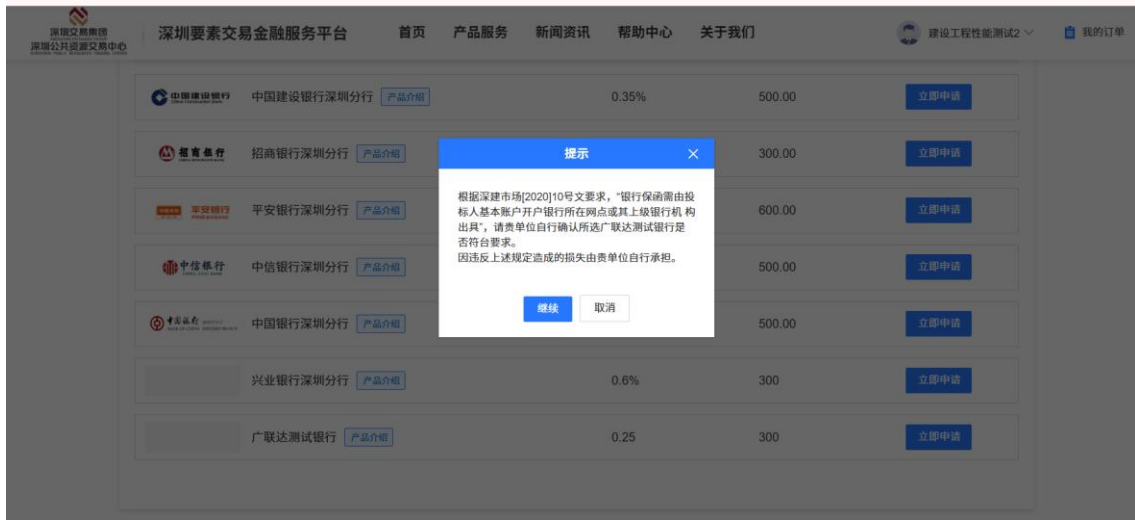 深圳交易集团
深圳公共资源交易中心
深圳要素交易金融服务平台 首页 产品服务 新闻资讯 帮助中心 关于我们 建设工程性能测试2 我的订单
中国建设银行 中国建设银行深圳分行 产品介绍 0.35% 500.00 立即申请
China Construction Bank
招商银行 招商银行深圳分行 产品介绍 300.00 立即申请
平安银行 平安银行深圳分行 产品介绍 600.00 立即申请
中信银行 中信银行深圳分行 产品介绍 500.00 立即申请
中国银行 中国银行深圳分行 产品介绍 500.00 立即申请
兴业银行深圳分行 产品介绍 0.6% 300 立即申请
广联达测试银行 产品介绍 0.25 300 立即申请
提示
根据深建市场[2020]10号文要求，“银行保函需由投
标人基本账户开户银行所在网点或其上级银行机 构
出具”，请贵单位自行确认所选广联达测试银行是
否符台要求。
因违反上述规定造成的损失由贵单位自行承担。
继续 取消